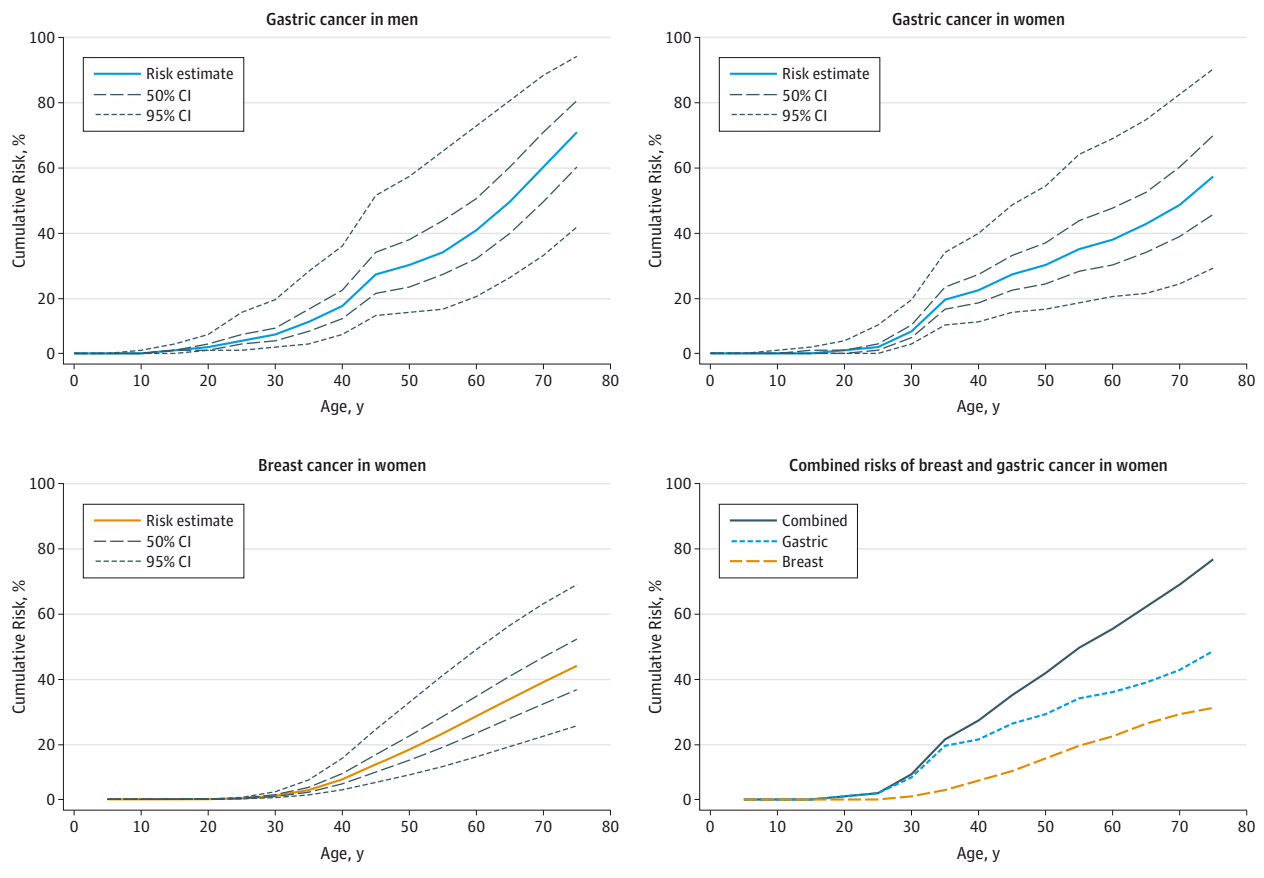 Gastric cancer in men
100
80
60
40
20
0
Cumulative Risk, %
Risk estimate
50% CI
95% CI
0 10 20 30 40 50 60 70 80
Age, y
Gastric cancer in women
100
80
60
40
20
0
Cumulative Risk, %
Risk estimate
50% CI
95% CI
0 10 20 30 40 50 60 70 80
Age, y
Breast cancer in women
100
80
60
40
20
0
Cumulative Risk, %
Risk estimate
50% CI
95% CI
0 10 20 30 40 50 60 70 80
Age, y
Combined risks of breast and gastric cancer in women
100
80
60
40
20
0
Cumulative Risk, %
Combined
Gastric
Breast
0 10 20 30 40 50 60 70 80
Age, y